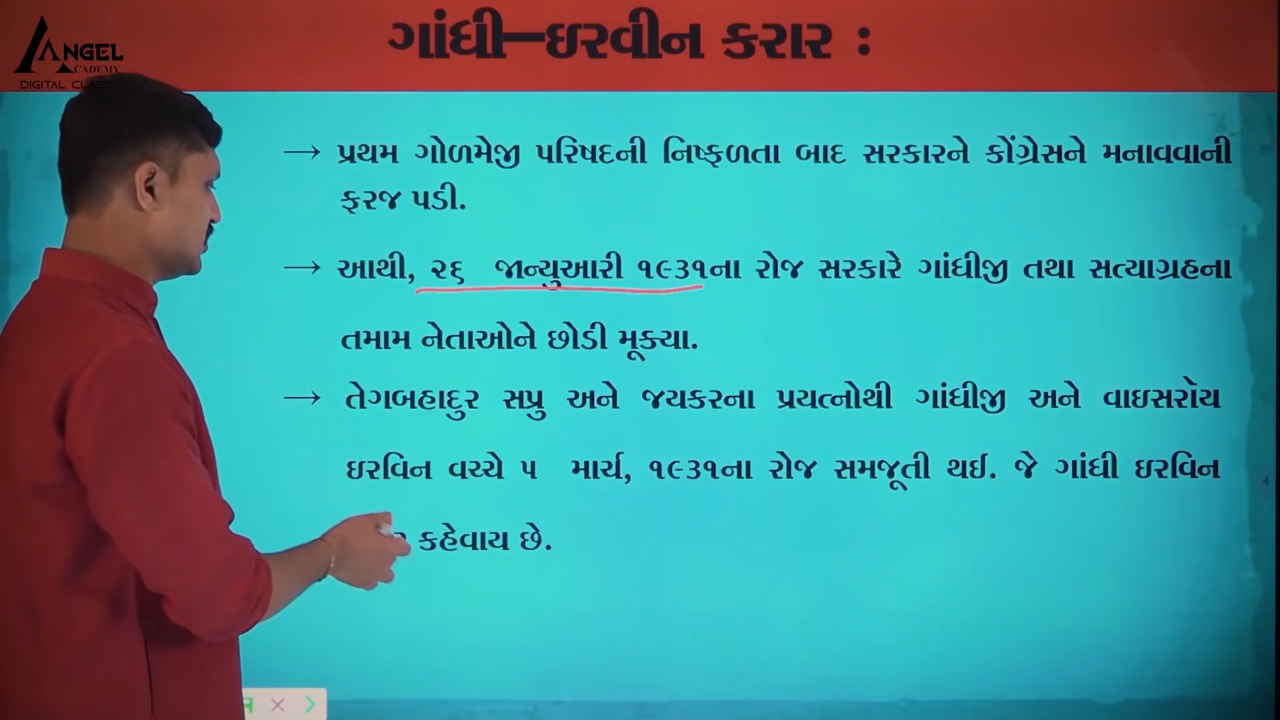 ANGEL
ACADEMY
DIGITAL CLASS
ગાંધી–ઇરવીન કરાર :
→ પ્રથમ ગોળમેજી પરિષદની નિષ્ફળતા બાદ સરકારને કોંગ્રેસને મનાવવાની
ફરજ પડી.
→ આથી, ૨૬ જાન્યુઆરી ૧૯૩૧ના રોજ સરકારે ગાંધીજી તથા સત્યાગ્રહના
તમામ નેતાઓને છોડી મૂક્યા.
→ તેગબહાદુર સપ્રુ અને જયકરના પ્રયત્નોથી ગાંધીજી અને વાઇસરૉય
ઇરવિન વચ્ચે ૫ માર્ચ, ૧૯૩૧ના રોજ સમજૂતી થઈ. જે ગાંધી ઇરવિન
કહેવાય છે.